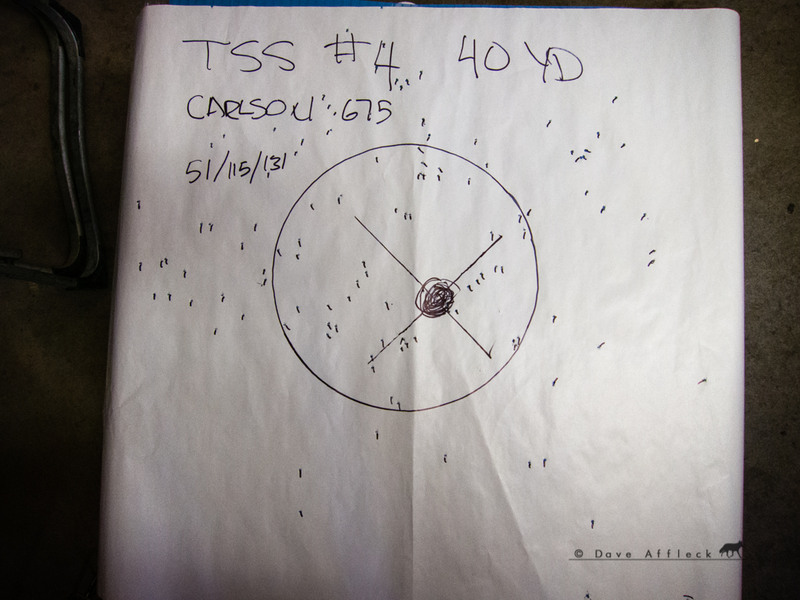 TSS #4 40 YD
CARLSON .675
51/115/131
© Dave Affleck